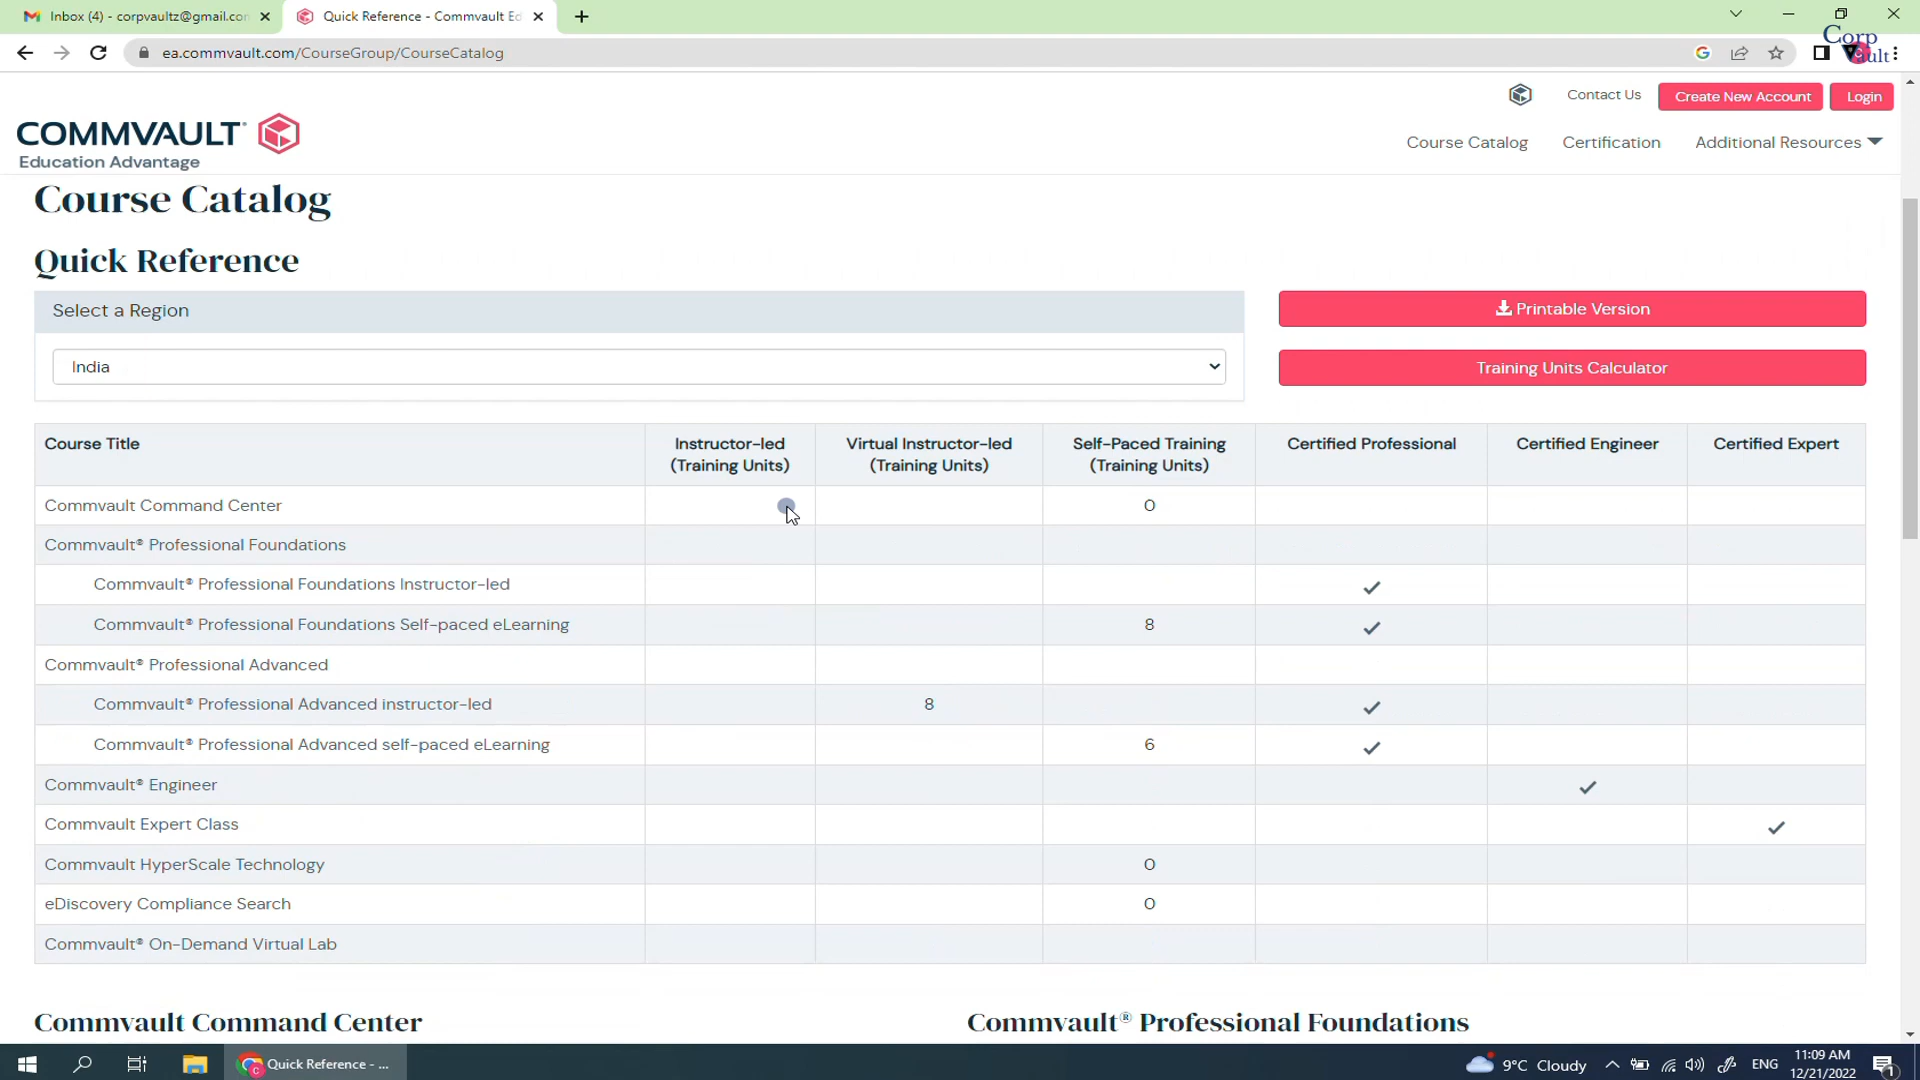 Inbox (4) - corpvaultz@gmail.con
Quick Reference - Commvault Ed
ea.commvault.com/CourseGroup/CourseCatalog
Corp
Vault
COMMVAULT
Education Advantage
Contact Us
Create New Account
Login
Course Catalog
Certification
Additional Resources
Course Catalog
Quick Reference
Select a Region
India
Printable Version
Training Units Calculator
Course Title
Instructor-led
(Training Units)
Virtual Instructor-led
(Training Units)
Self-Paced Training
(Training Units)
Certified Professional
Certified Engineer
Certified Expert
Commvault Command Center 0
Commvault® Professional Foundations
Commvault® Professional Foundations Instructor-led ✓
Commvault® Professional Foundations Self-paced eLearning 8 ✓
Commvault® Professional Advanced
Commvault® Professional Advanced instructor-led 8 ✓
Commvault® Professional Advanced self-paced eLearning 6 ✓
Commvault® Engineer ✓
Commvault Expert Class ✓
Commvault HyperScale Technology 0
eDiscovery Compliance Search 0
Commvault® On-Demand Virtual Lab
Commvault Command Center
Commvault® Professional Foundations
Quick Reference - ...
9°C Cloudy
ENG
11:09 AM
12/21/2022
1